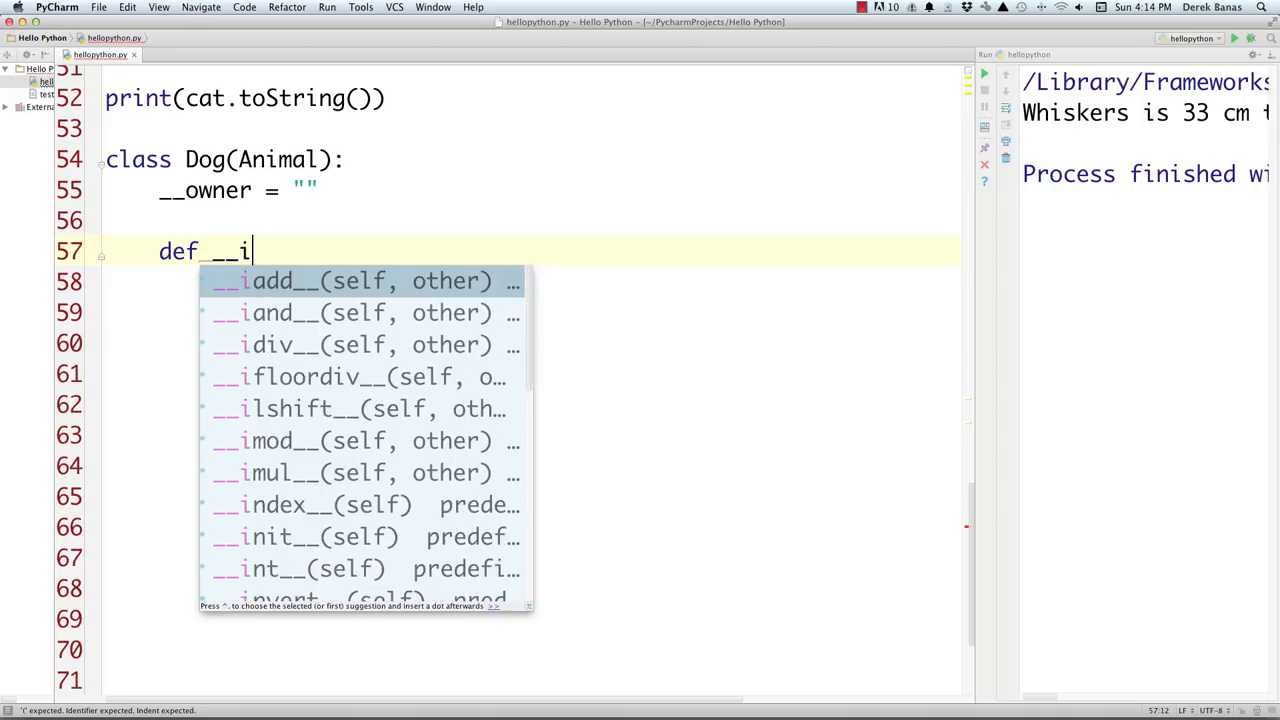 PyCharm File Edit View Navigate Code Refactor Run Tools VCS Window Help 10 Sun 4:14 PM Derek Banas
hellopython.py - Hello Python - [~/PycharmProjects/Hello Python]
Hello Python hellopython.py hellopython
hellopython.py Run hellopython
Hello P
hell
test
Extern
51
52 print(cat.toString())
53
54 class Dog(Animal):
55 __owner = ""
56
57 def __i
58
59
60
61
62
63
64
65
66
67
68
69
70
71
__iadd__(self, other) ...
__iand__(self, other) ...
__idiv__(self, other) ...
__ifloordiv__(self, o...
__ilshift__(self, oth...
__imod__(self, other) ...
__imul__(self, other) ...
__index__(self) prede...
__init__(self) predef...
__int__(self) predefi...
__invert__(self) pred...
Press ^. to choose the selected (or first) suggestion and insert a dot afterwards >> π
/Library/Frameworks
Whiskers is 33 cm t
Process finished wi
'(' expected. Identifier expected. Indent expected. 57:12 LF UTF-8